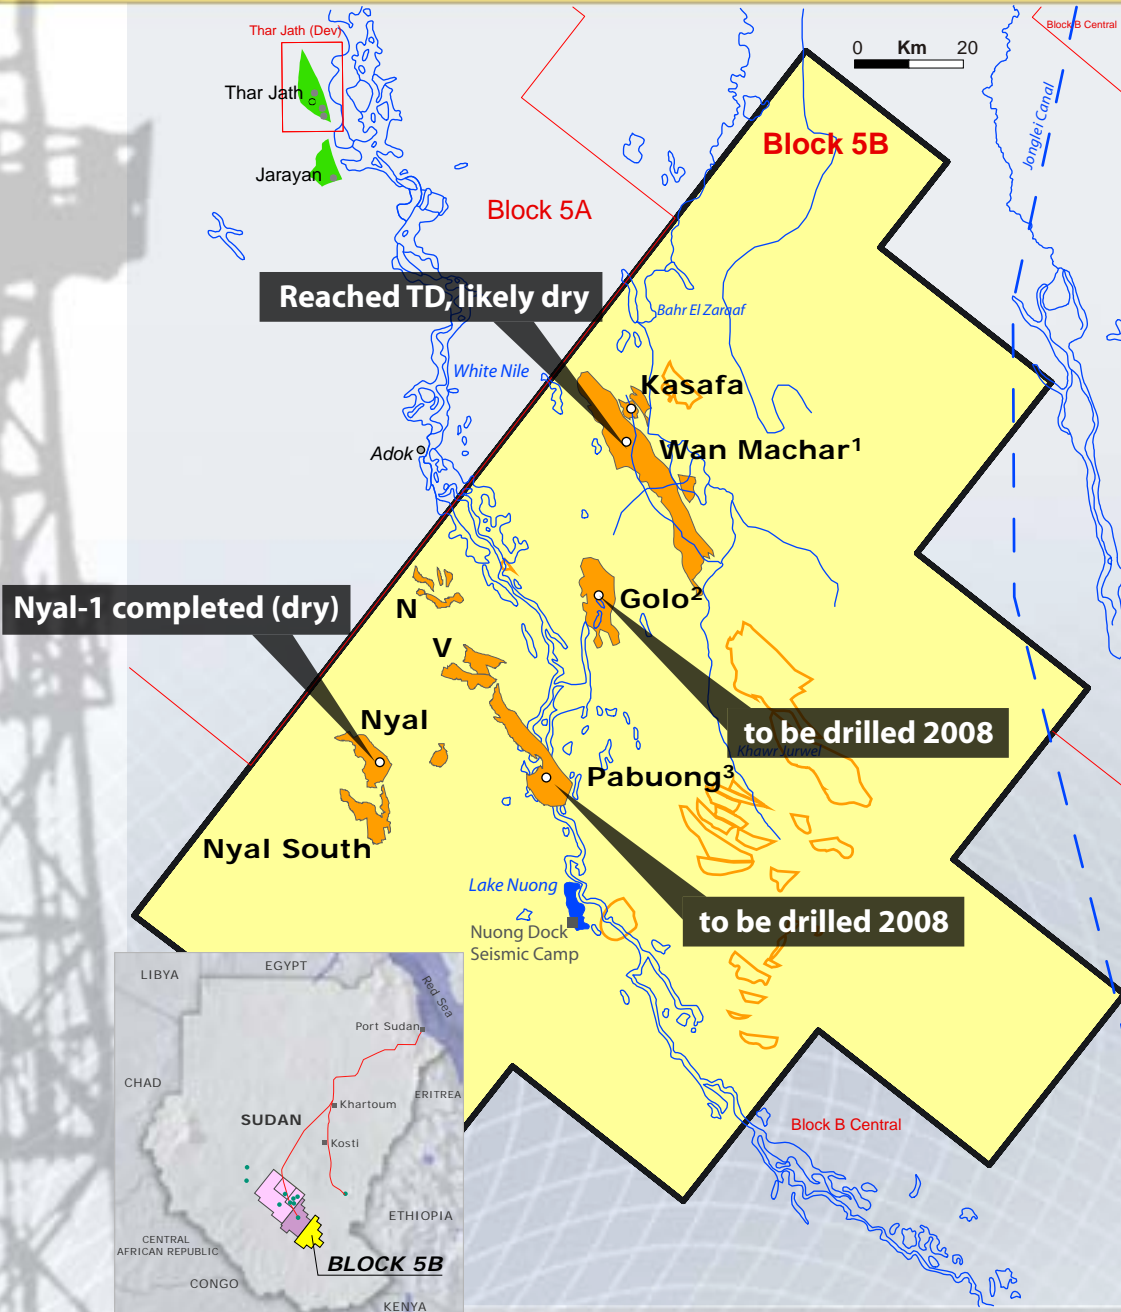 Thar Jath (Dev)
Block B Central
0 Km 20
Thar Jath
Jonglei Canal
Block 5B
Jarayan
Block 5A
Reached TD, likely dry
Bahr El Zaraaf
White Nile
Kasafa
Wan Machar¹
Adok
Nyal-1 completed (dry)
N
Golo²
V
Nyal
to be drilled 2008
Khawr Jurwel
Pabuong³
Nyal South
Lake Nuong
to be drilled 2008
Nuong Dock
Seismic Camp
EGYPT
LIBYA
Red Sea
Port Sudan
CHAD
ERITREA
Khartoum
SUDAN
Block B Central
Kosti
ETHIOPIA
CENTRAL
AFRICAN REPUBLIC
BLOCK 5B
CONGO
KENYA